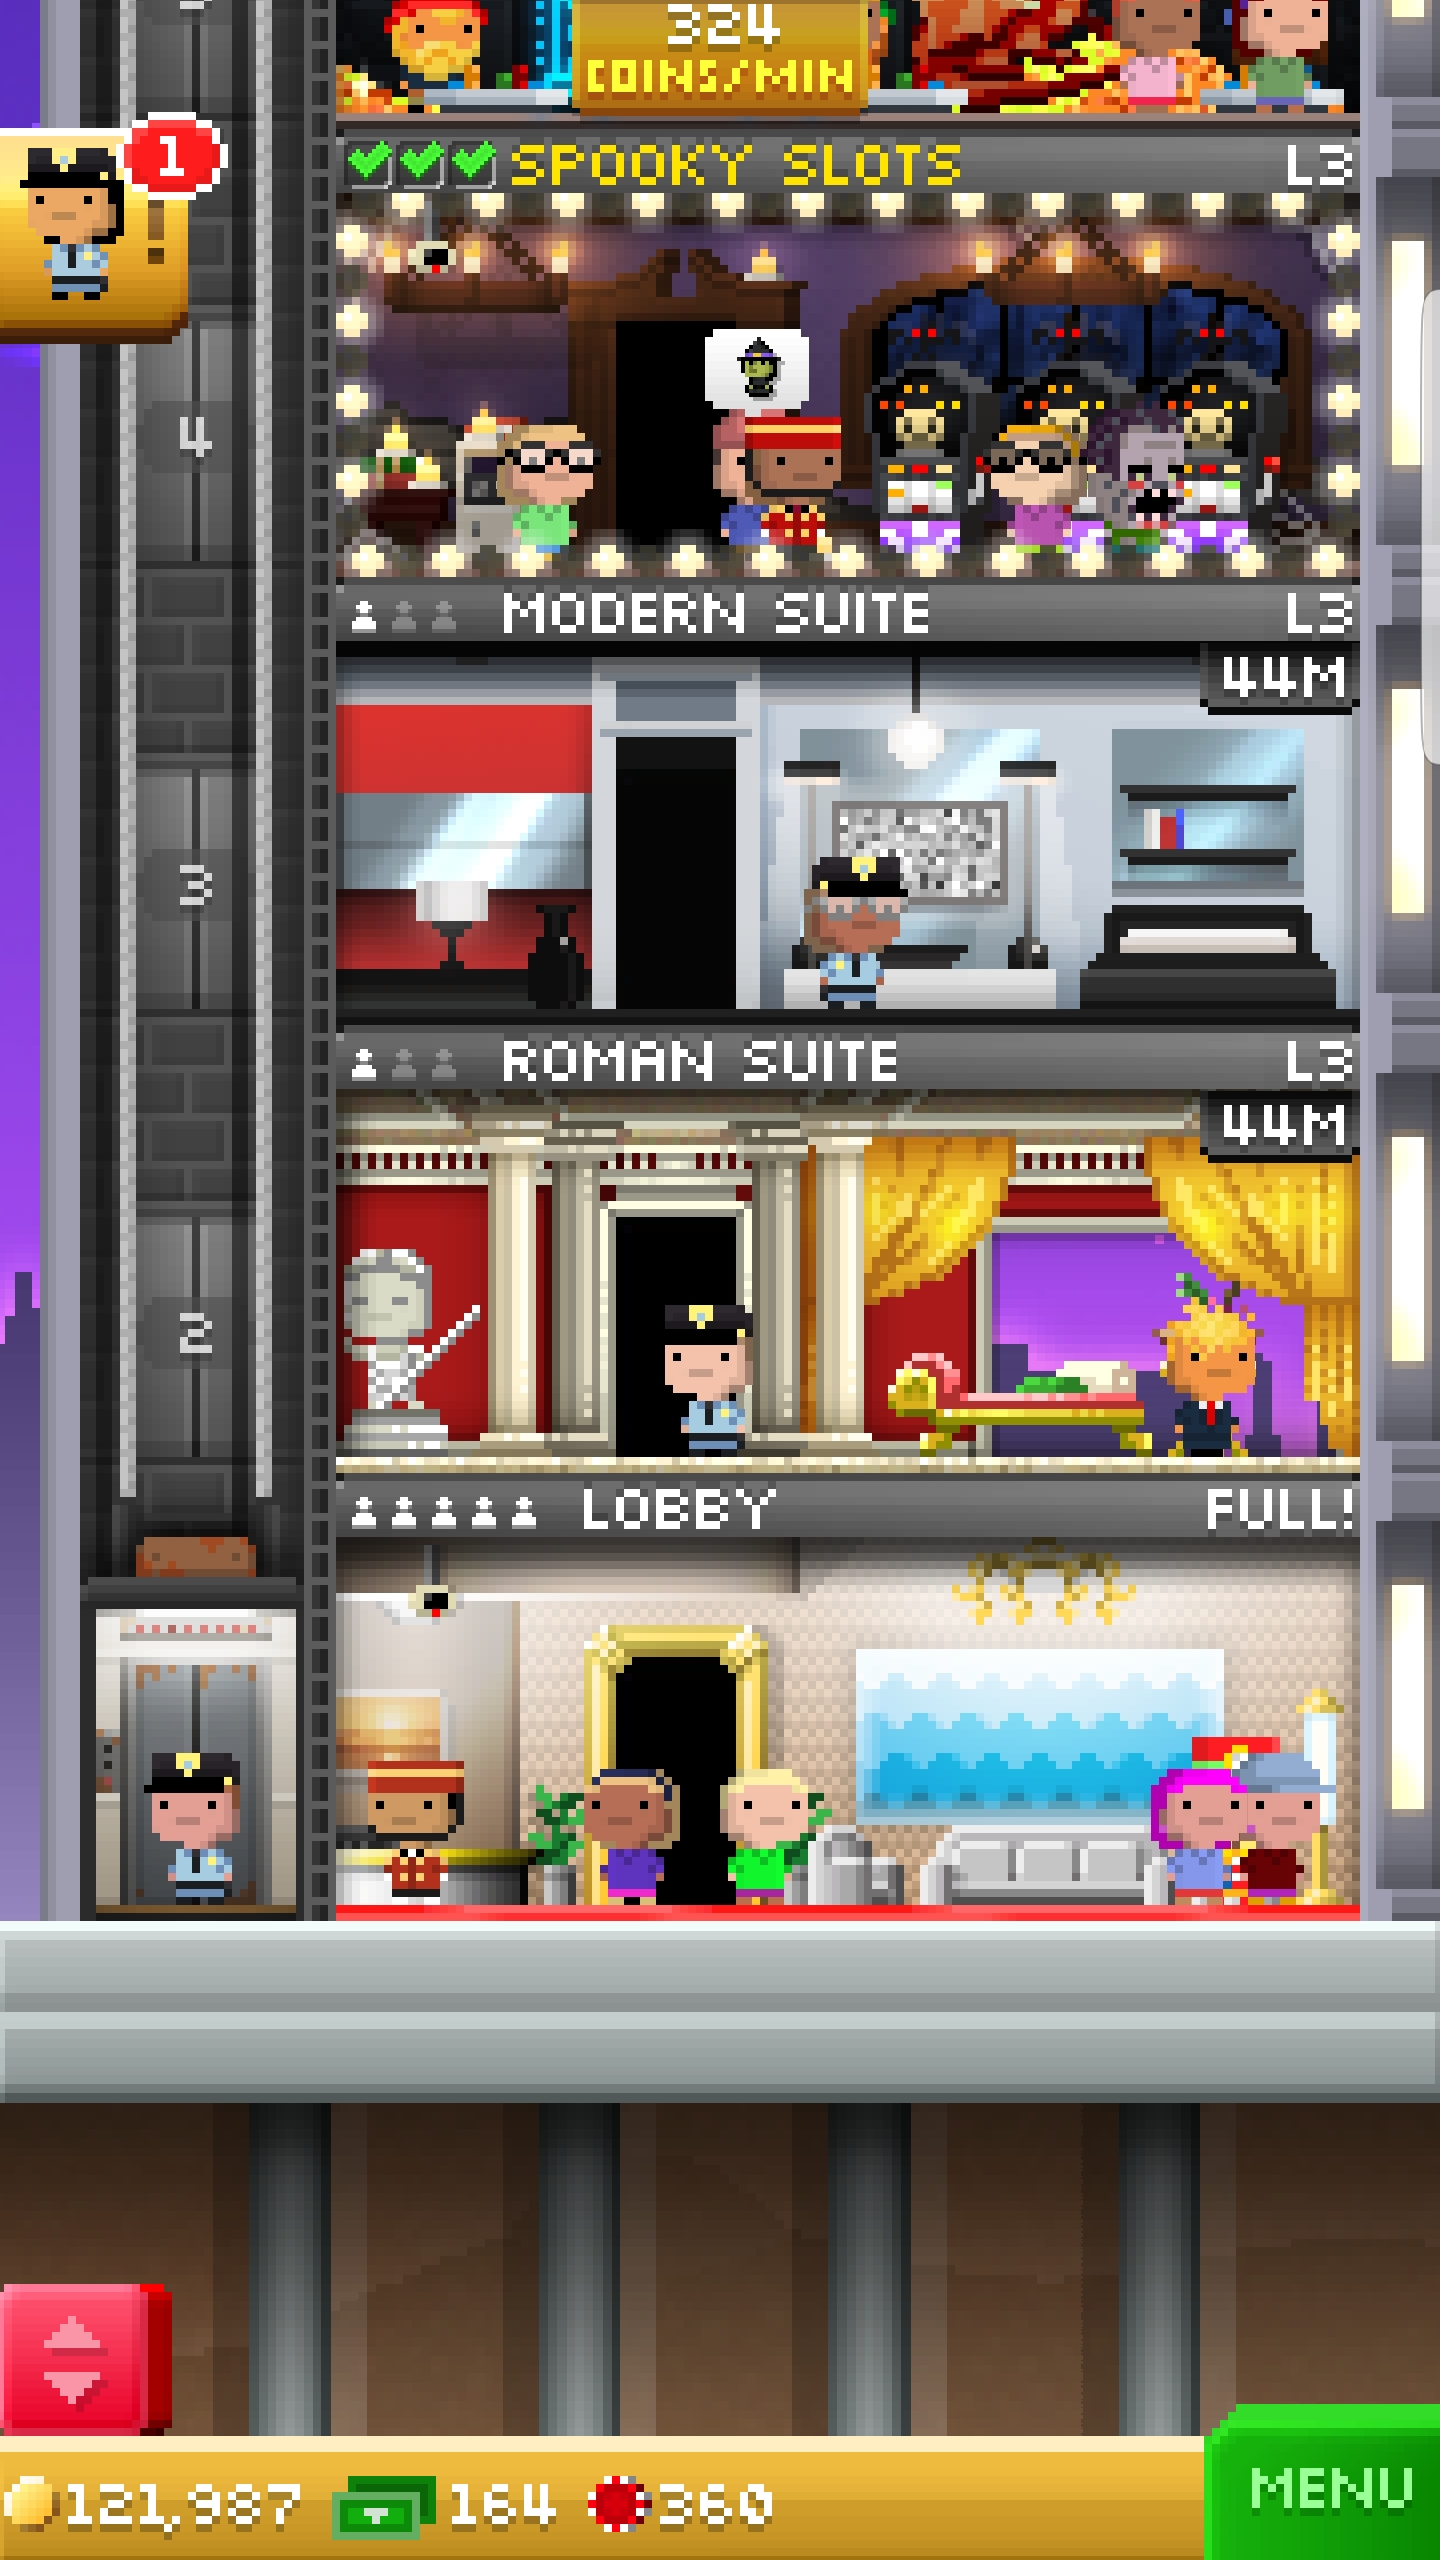 324
COINS/MIN
1
!
SPOOKY SLOTS L3
4
MODERN SUITE L3
44M
3
ROMAN SUITE L3
44M
2
LOBBY FULL!
121,987 164 360
MENU